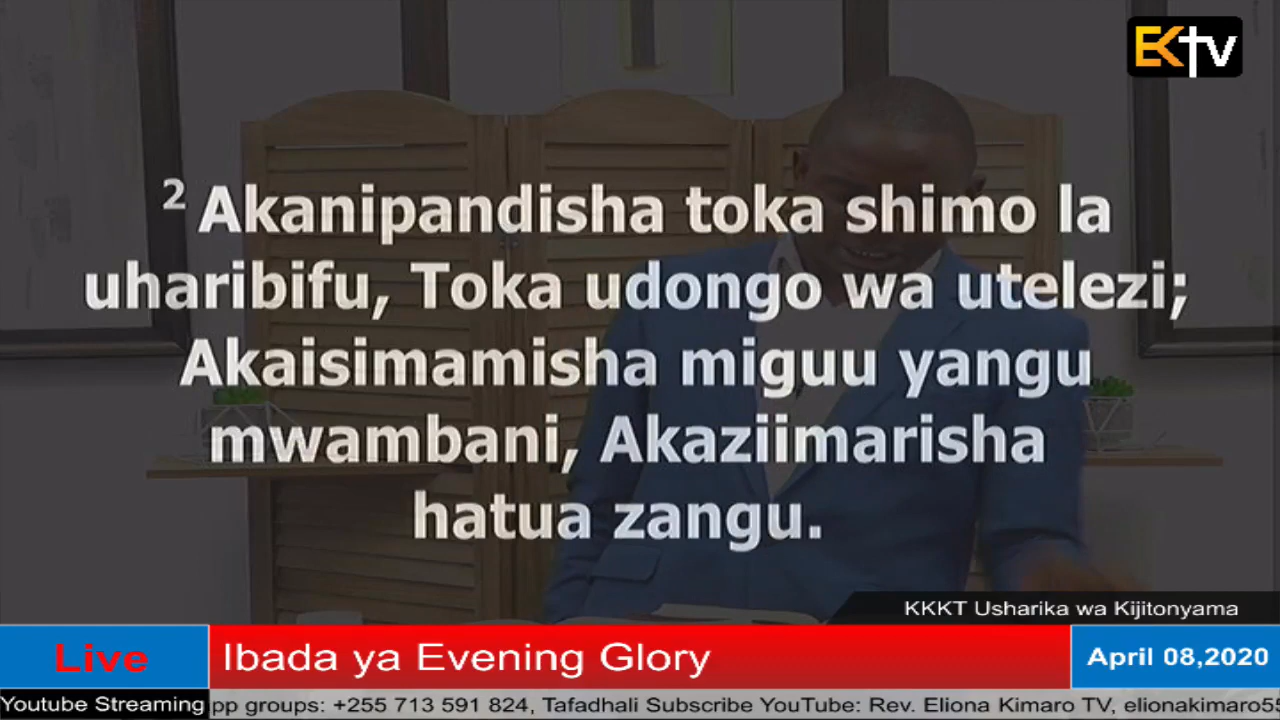 EKtv
2 Akanipandisha toka shimo la
uharibifu, Toka udongo wa utelezi;
Akaisimamisha miguu yangu
mwambani, Akaziimarisha
hatua zangu.
KKKT Usharika wa Kijitonyama
Live
Ibada ya Evening Glory
April 08,2020
Youtube Streaming
pp groups: +255 713 591 824, Tafadhali Subscribe YouTube: Rev. Eliona Kimaro TV, elionakimaro55